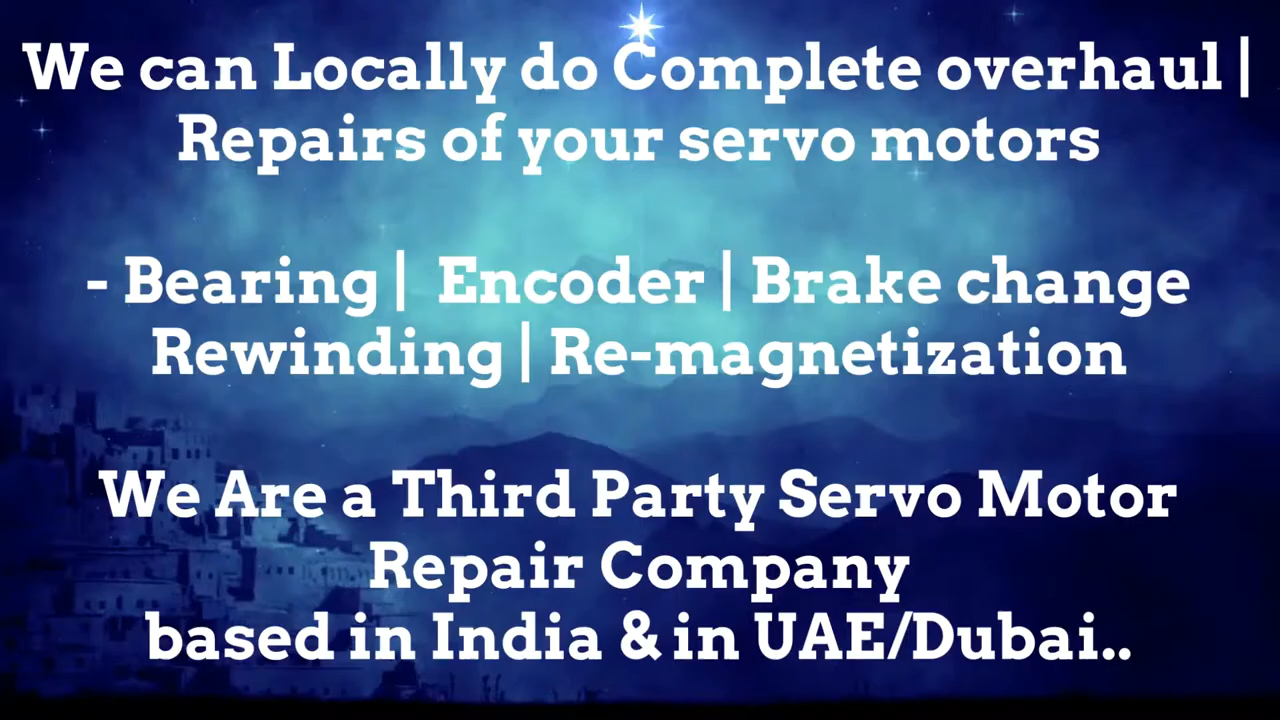 We can Locally do Complete overhaul |
Repairs of your servo motors
- Bearing | Encoder | Brake change
Rewinding | Re-magnetization
We Are a Third Party Servo Motor
Repair Company
based in India & in UAE/Dubai..